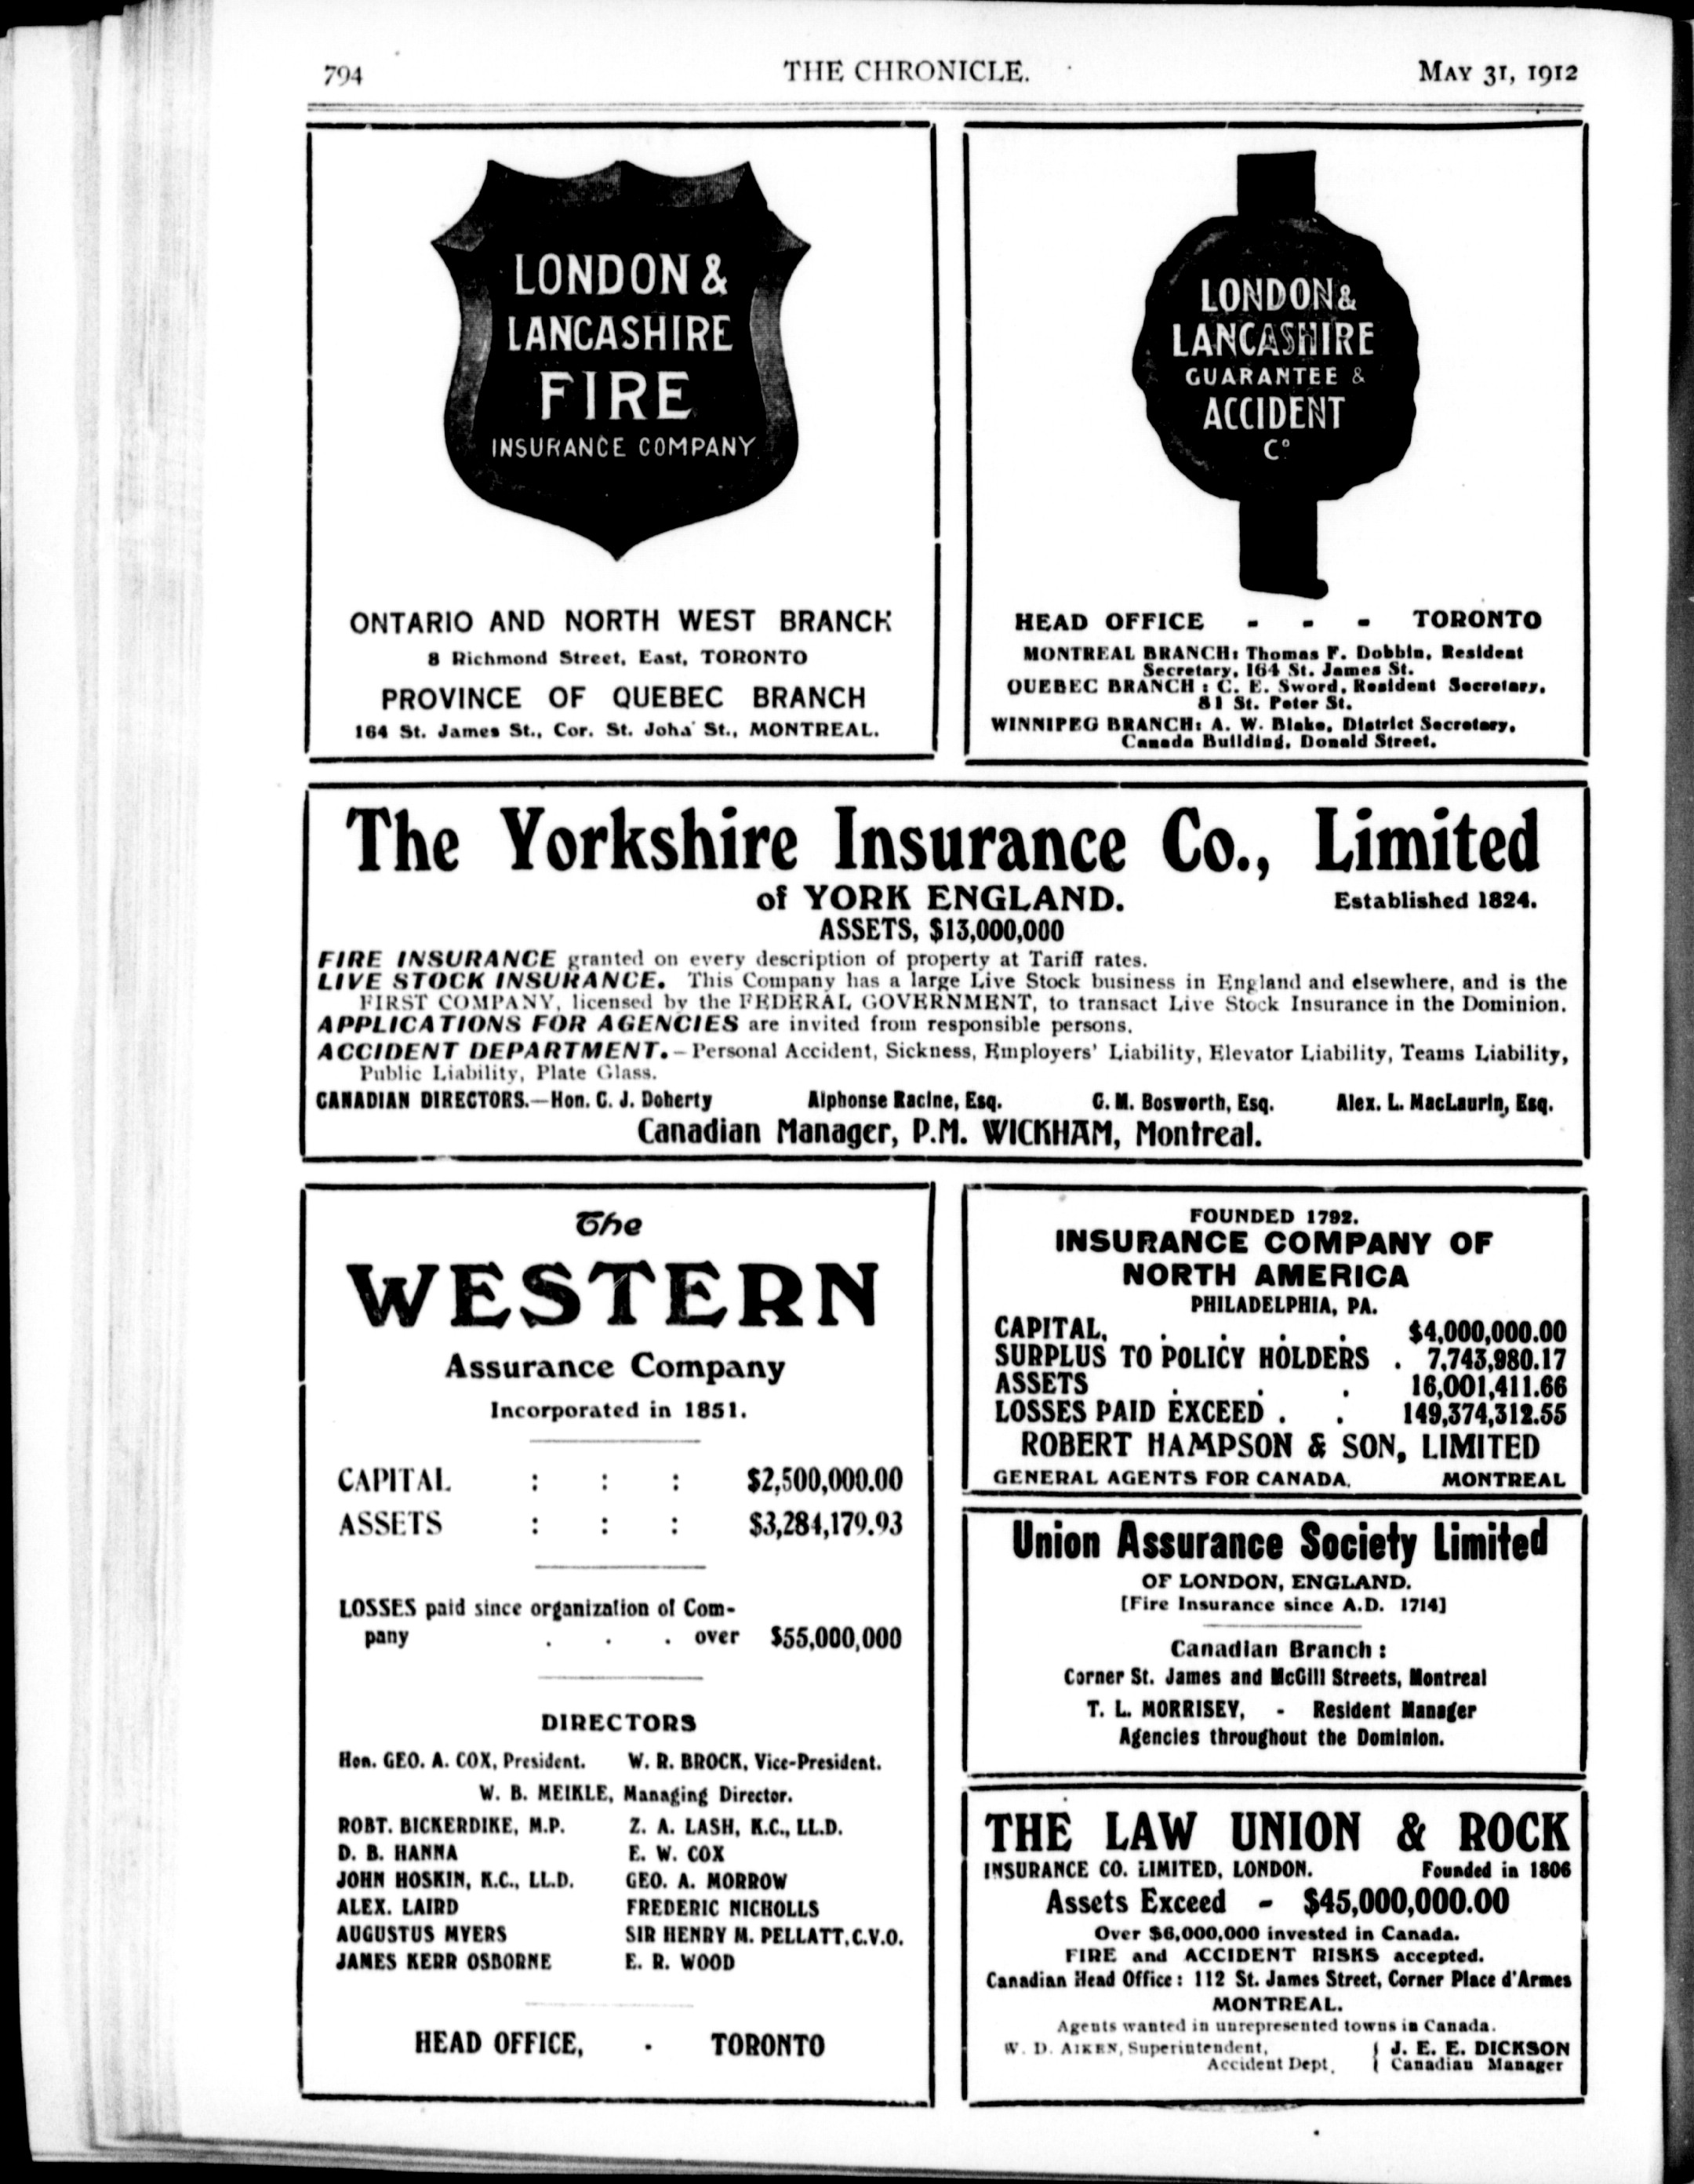 794
THE CHRONICLE.
MAY 31, 1912
LONDON &
LANCASHIRE
FIRE
INSURANCE COMPANY
ONTARIO AND NORTH WEST BRANCH
8 Richmond Street, East, TORONTO
PROVINCE OF QUEBEC BRANCH
164 St. James St., Cor. St. John St., MONTREAL.
LONDON &
LANCASHIRE
GUARANTEE &
ACCIDENT
Co
HEAD OFFICE - - - TORONTO
MONTREAL BRANCH: Thomas F. Dobbin, Resident
Secretary, 164 St. James St.
QUEBEC BRANCH : C. E. Sword, Resident Secretary,
81 St. Peter St.
WINNIPEG BRANCH: A. W. Blake, District Secretary,
Canada Building, Donald Street.
The Yorkshire Insurance Co., Limited
of YORK ENGLAND. Established 1824.
ASSETS, $13,000,000
FIRE INSURANCE granted on every description of property at Tariff rates.
LIVE STOCK INSURANCE. This Company has a large Live Stock business in England and elsewhere, and is the
FIRST COMPANY, licensed by the FEDERAL GOVERNMENT, to transact Live Stock Insurance in the Dominion.
APPLICATIONS FOR AGENCIES are invited from responsible persons.
ACCIDENT DEPARTMENT.—Personal Accident, Sickness, Employers' Liability, Elevator Liability, Teams Liability,
Public Liability, Plate Glass.
CANADIAN DIRECTORS.—Hon. C. J. Doherty Alphonse Racine, Esq. G. M. Bosworth, Esq. Alex. L. MacLaurin, Esq.
Canadian Manager, P.M. WICKHAM, Montreal.
The
WESTERN
Assurance Company
Incorporated in 1851.
CAPITAL : : : $2,500,000.00
ASSETS : : : $3,284,179.93
LOSSES paid since organization of Com-
pany . . . over $55,000,000
DIRECTORS
Hon. GEO. A. COX, President. W. R. BROCK, Vice-President.
W. B. MEIKLE, Managing Director.
ROBT. BICKERDIKE, M.P. Z. A. LASH, K.C., LL.D.
D. B. HANNA E. W. COX
JOHN HOSKIN, K.C., LL.D. GEO. A. MORROW
ALEX. LAIRD FREDERIC NICHOLLS
AUGUSTUS MYERS SIR HENRY M. PELLATT, C.V.O.
JAMES KERR OSBORNE E. R. WOOD
HEAD OFFICE, - TORONTO
FOUNDED 1792.
INSURANCE COMPANY OF
NORTH AMERICA
PHILADELPHIA, PA.
CAPITAL, . . . . $4,000,000.00
SURPLUS TO POLICY HOLDERS . 7,743,980.17
ASSETS . . . 16,001,411.66
LOSSES PAID EXCEED . . 149,374,312.55
ROBERT HAMPSON & SON, LIMITED
GENERAL AGENTS FOR CANADA. MONTREAL
Union Assurance Society Limited
OF LONDON, ENGLAND.
[Fire Insurance since A.D. 1714]
Canadian Branch :
Corner St. James and McGill Streets, Montreal
T. L. MORRISEY, - Resident Manager
Agencies throughout the Dominion.
THE LAW UNION & ROCK
INSURANCE CO. LIMITED, LONDON. Founded in 1806
Assets Exceed - $45,000,000.00
Over $6,000,000 invested in Canada.
FIRE and ACCIDENT RISKS accepted.
Canadian Head Office : 112 St. James Street, Corner Place d'Armes
MONTREAL.
Agents wanted in unrepresented towns in Canada.
W. D. AIKEN, Superintendent, J. E. E. DICKSON
Accident Dept. Canadian Manager